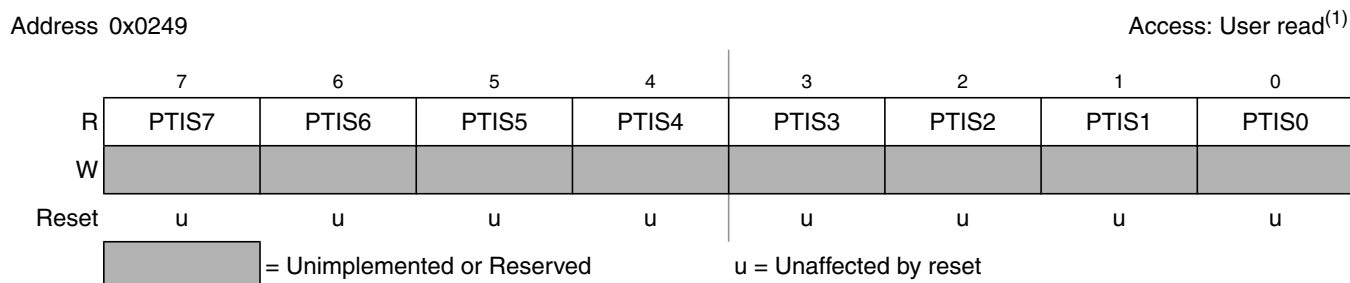 Address 0x0249 Access: User read(1)
7 6 5 4 3 2 1 0
R PTIS7 PTIS6 PTIS5 PTIS4 PTIS3 PTIS2 PTIS1 PTIS0
W
Reset u u u u u u u u
= Unimplemented or Reserved u = Unaffected by reset